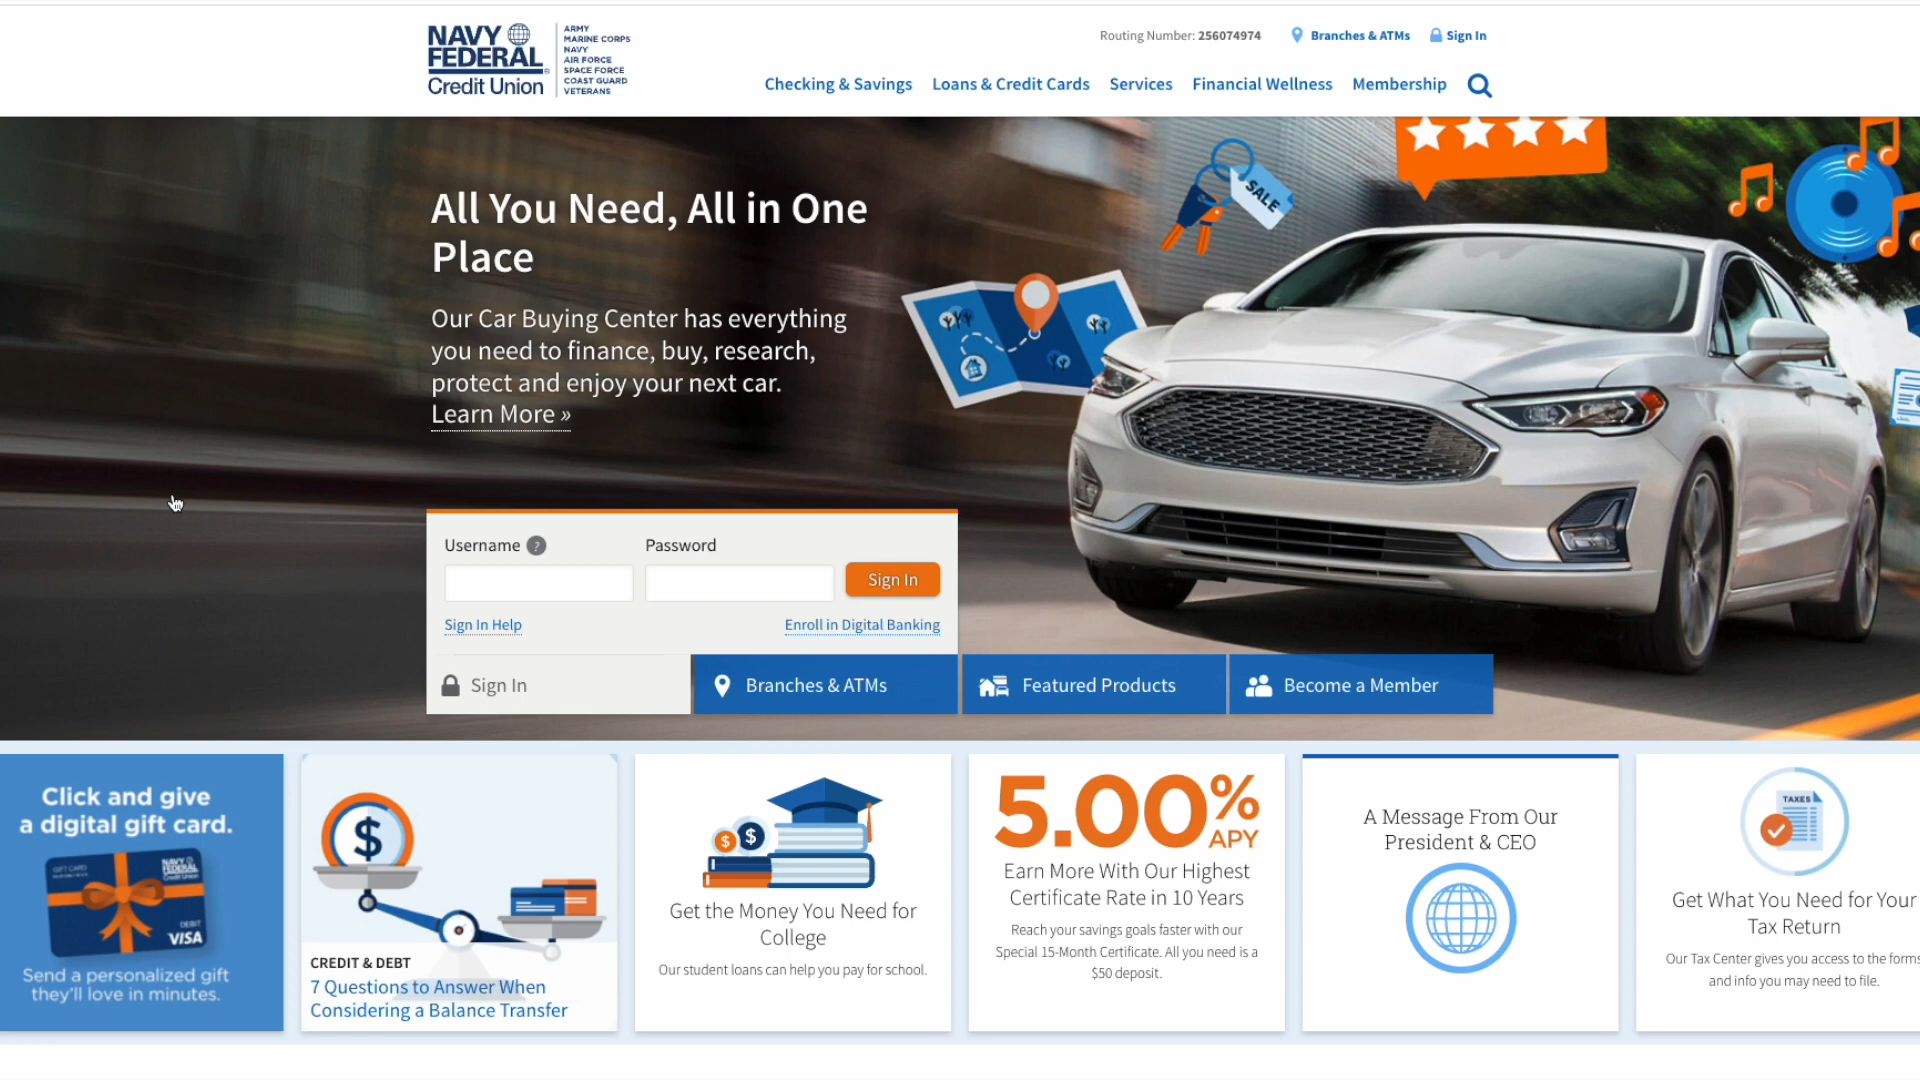 NAVY
FEDERAL
Credit Union
ARMY
MARINE CORPS
NAVY
AIR FORCE
SPACE FORCE
COAST GUARD
VETERANS
Routing Number: 256074974
Branches & ATMs
Sign In
Checking & Savings
Loans & Credit Cards
Services
Financial Wellness
Membership
SALE
All You Need, All in One
Place
Our Car Buying Center has everything
you need to finance, buy, research,
protect and enjoy your next car.
Learn More »
Username ?
Password
Sign In
Sign In Help
Enroll in Digital Banking
Sign In
Branches & ATMs
Featured Products
Become a Member
Click and give
a digital gift card.
GIFT CARD
NAVY
FEDERAL
Credit Union
DEBIT
VISA
Send a personalized gift
they'll love in minutes.
$
CREDIT & DEBT
7 Questions to Answer When
Considering a Balance Transfer
$ $
Get the Money You Need for
College
Our student loans can help you pay for school.
5.00%
APY
Earn More With Our Highest
Certificate Rate in 10 Years
Reach your savings goals faster with our
Special 15-Month Certificate. All you need is a
$50 deposit.
A Message From Our
President & CEO
TAXES
Get What You Need for Your
Tax Return
Our Tax Center gives you access to the forms
and info you may need to file.